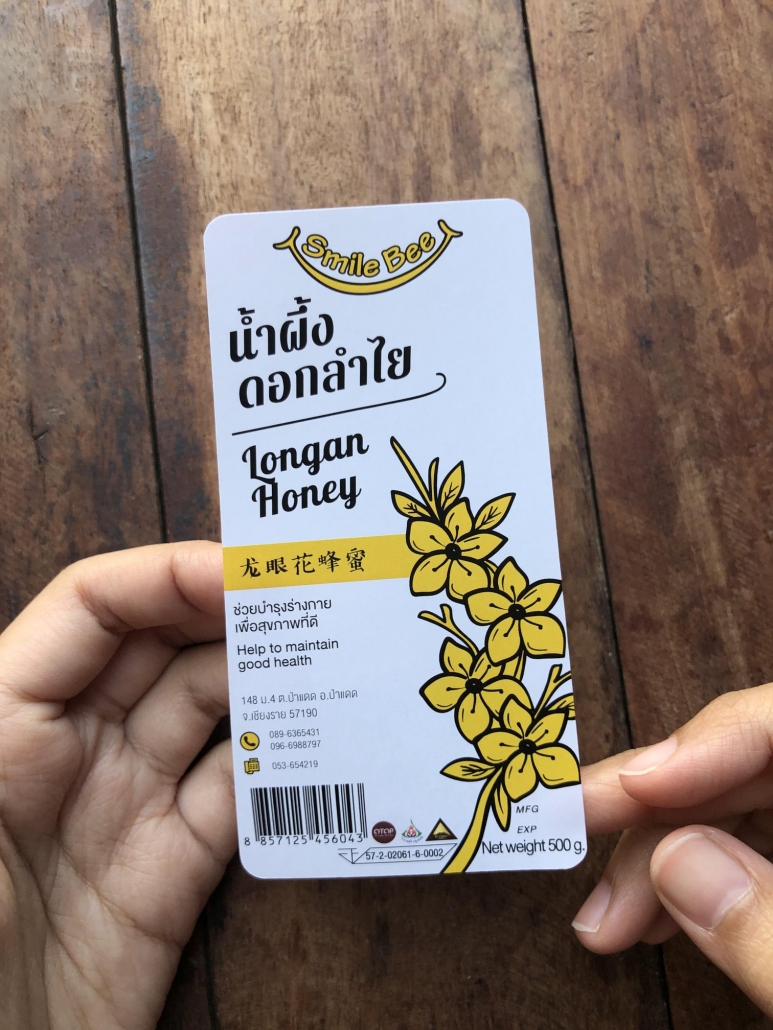 Smile Bee
น้ำผึ้ง
ดอกลำไย
Longan
Honey
龙眼花蜂蜜
ช่วยบำรุงร่างกาย
เพื่อสุขภาพที่ดี
Help to maintain
good health
148 ม.4 ต.ป่าแดด อ.ป่าแดด
จ.เชียงราย 57190
089-6365431
096-6988797
053-654219
8 857125 456043
OTOP
57-2-02061-6-0002
MFG
EXP
Net weight 500 g.